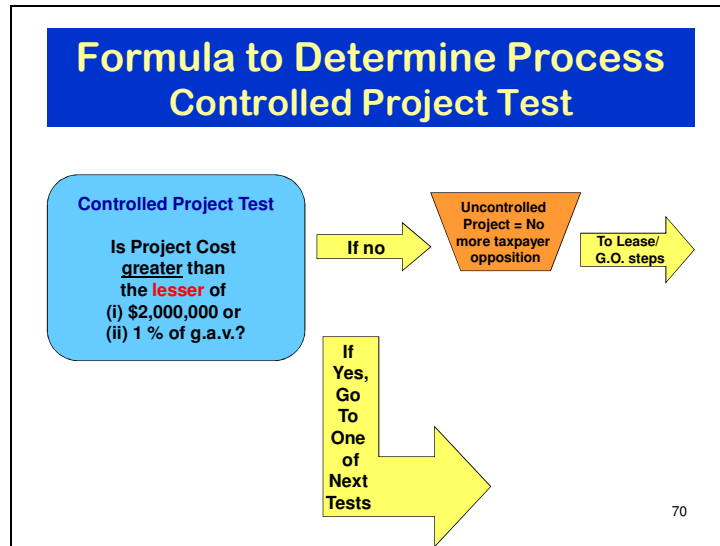 Formula to Determine Process
Controlled Project Test
Controlled Project Test
Is Project Cost
greater than
the lesser of
(i) $2,000,000 or
(ii) 1 % of g.a.v.?
If no
Uncontrolled
Project = No
more taxpayer
opposition
To Lease/
G.O. steps
If
Yes,
Go
To
One
of
Next
Tests
70